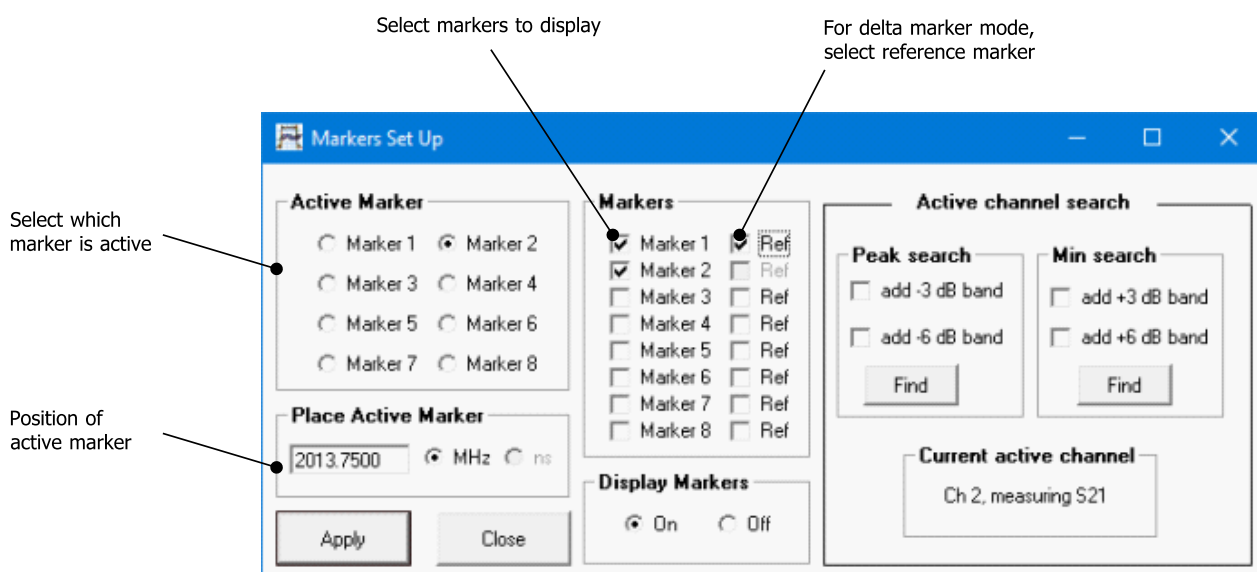 Select markers to display
For delta marker mode,
select reference marker
Markers Set Up
Select which
marker is active
Position of
active marker
Active Marker
Marker 1 Marker 2
Marker 3 Marker 4
Marker 5 Marker 6
Marker 7 Marker 8
Place Active Marker
2013.7500 MHz ns
Apply Close
Markers
Marker 1 Ref
Marker 2 Ref
Marker 3 Ref
Marker 4 Ref
Marker 5 Ref
Marker 6 Ref
Marker 7 Ref
Marker 8 Ref
Display Markers
On Off
Active channel search
Peak search
add -3 dB band
add -6 dB band
Find
Min search
add +3 dB band
add +6 dB band
Find
Current active channel
Ch 2, measuring S21